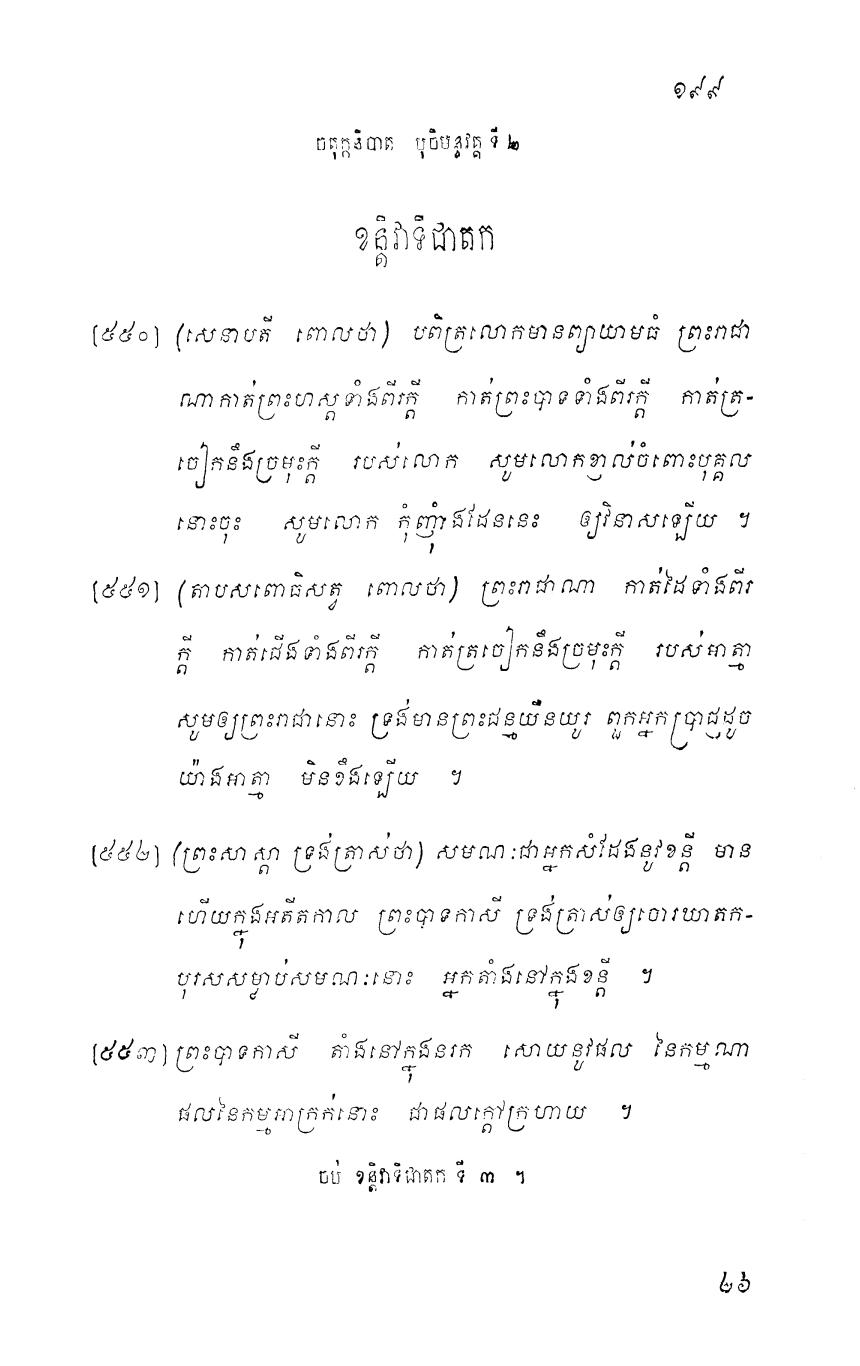 ១៩៩
ចតុក្កនិបាត បុចិមន្ទវគ្គ ទី ២
ខន្តិវាទីជាតក
[៥៥០] (សេនាបតី ពោលថា) បពិត្រលោកមានព្យាយាមធំ ព្រះរាជា
ណាកាត់ព្រះហស្តទាំងពីរក្តី កាត់ព្រះបាទទាំងពីរក្តី កាត់ត្រ-
ចៀកនឹងច្រមុះក្តី របស់លោក សូមលោកខ្ញាល់ចំពោះបុគ្គល
នោះចុះ សូមលោក កុំញុំាងដែននេះ ឲ្យវិនាសឡើយ ។
[៥៥១] (តាបសពោធិសត្វ ពោលថា) ព្រះរាជាណា កាត់ដៃទាំងពីរ
ក្តី កាត់ជើងទាំងពីរក្តី កាត់ត្រចៀកនឹងច្រមុះក្តី របស់អាត្មា
សូមឲ្យព្រះរាជានោះ ទ្រង់មានព្រះជន្មយឺនយូរ ពួកអ្នកប្រាជ្ញដូច
យ៉ាងអាត្មា មិនខឹងឡើយ ។
[៥៥២] (ព្រះសាស្តា ទ្រង់ត្រាស់ថា) សមណៈជាអ្នកសំដែងនូវខន្តី មាន
ហើយក្នុងអតីតកាល ព្រះបាទកាសី ទ្រង់ត្រាស់ឲ្យចោរឃាតក-
បុរសសម្លាប់សមណៈនោះ អ្នកតាំងនៅក្នុងខន្តី ។
[៥៥៣] ព្រះបាទកាសី តាំងនៅក្នុងនរក សោយនូវផល នៃកម្មណា
ផលនៃកម្មអាក្រក់នោះ ជាផលក្តៅក្រហាយ ។
ចប់ ខន្តិវាទីជាតក ទី ៣ ។
២៦